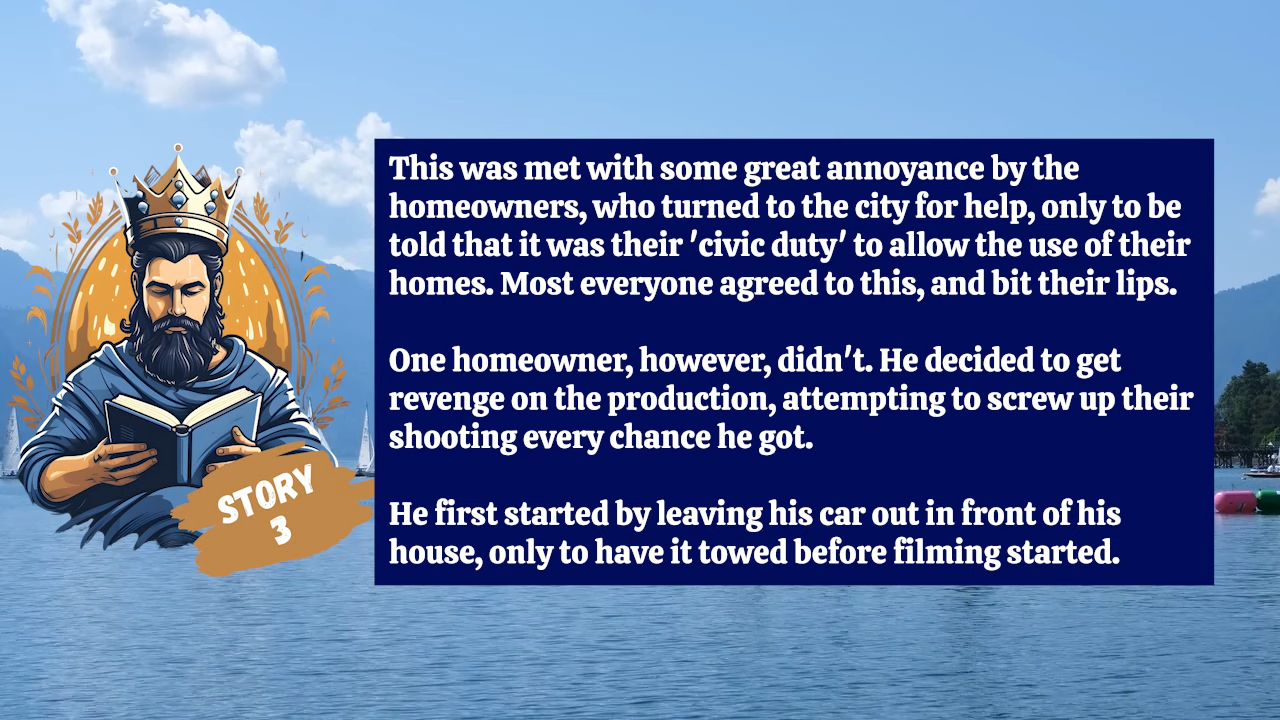 This was met with some great annoyance by the
homeowners, who turned to the city for help, only to be
told that it was their 'civic duty' to allow the use of their
homes. Most everyone agreed to this, and bit their lips.
One homeowner, however, didn't. He decided to get
revenge on the production, attempting to screw up their
shooting every chance he got.
He first started by leaving his car out in front of his
house, only to have it towed before filming started.
STORY
3